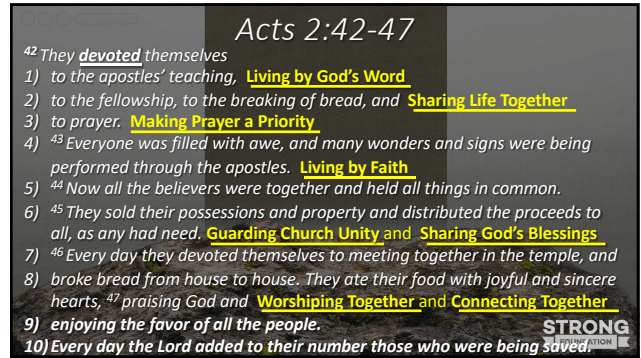 Acts 2:42-47
42 They devoted themselves
1) to the apostles’ teaching, Living by God’s Word
2) to the fellowship, to the breaking of bread, and Sharing Life Together
3) to prayer. Making Prayer a Priority
4) 43 Everyone was filled with awe, and many wonders and signs were being
performed through the apostles. Living by Faith
5) 44 Now all the believers were together and held all things in common.
6) 45 They sold their possessions and property and distributed the proceeds to
all, as any had need. Guarding Church Unity and Sharing God’s Blessings
7) 46 Every day they devoted themselves to meeting together in the temple, and
8) broke bread from house to house. They ate their food with joyful and sincere
hearts, 47 praising God and Worshiping Together and Connecting Together
9) enjoying the favor of all the people.
STRONG
FOUNDATION
10) Every day the Lord added to their number those who were being saved